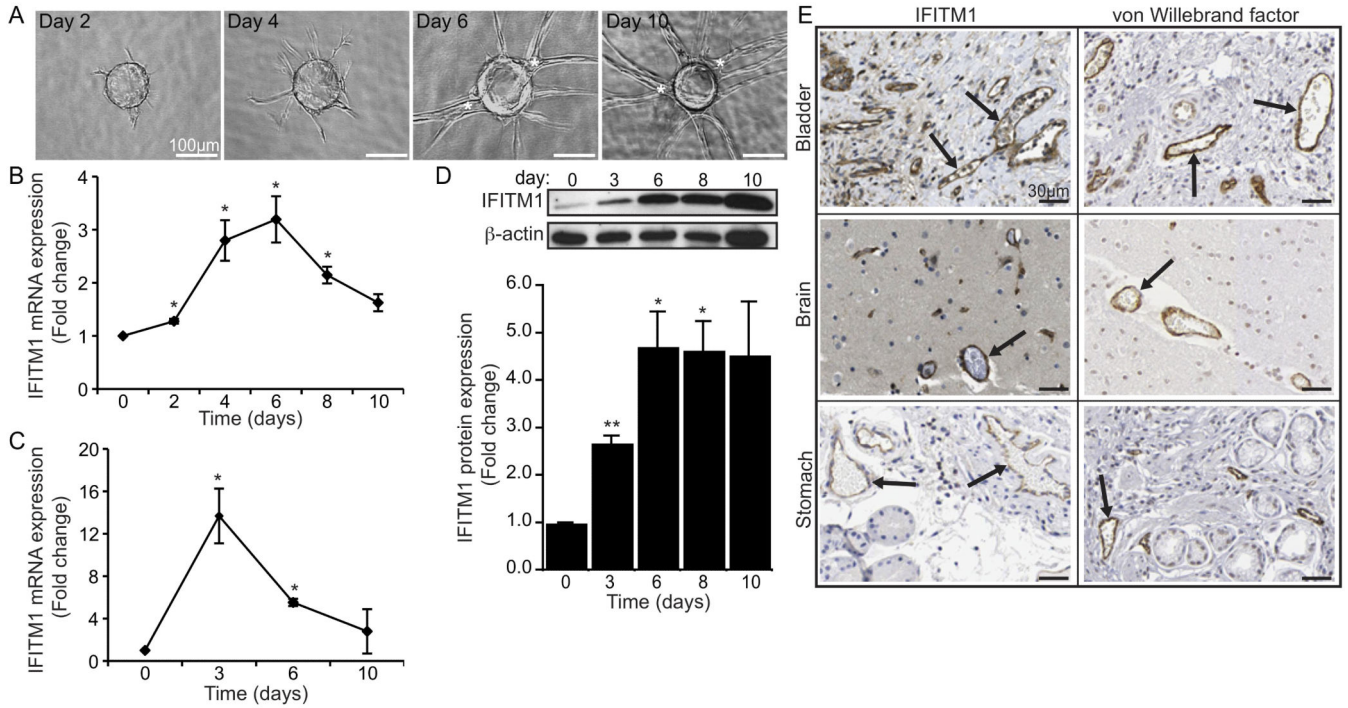 A
Day 2
Day 4
Day 6
Day 10
*
*
*
*
100µm
B
IFITM1 mRNA expression
(Fold change)
4
3
2
1
0
*
*
*
*
0 2 4 6 8 10
Time (days)
C
IFITM1 mRNA expression
(Fold change)
20
16
12
8
4
0
*
*
0 3 6 10
Time (days)
D
day: 0 3 6 8 10
IFITM1
β-actin
IFITM1 protein expression
(Fold change)
6.0
5.0
4.0
3.0
2.0
1.0
0.0
**
*
*
0 3 6 8 10
Time (days)
E
IFITM1
von Willebrand factor
Bladder
30µm
Brain
Stomach